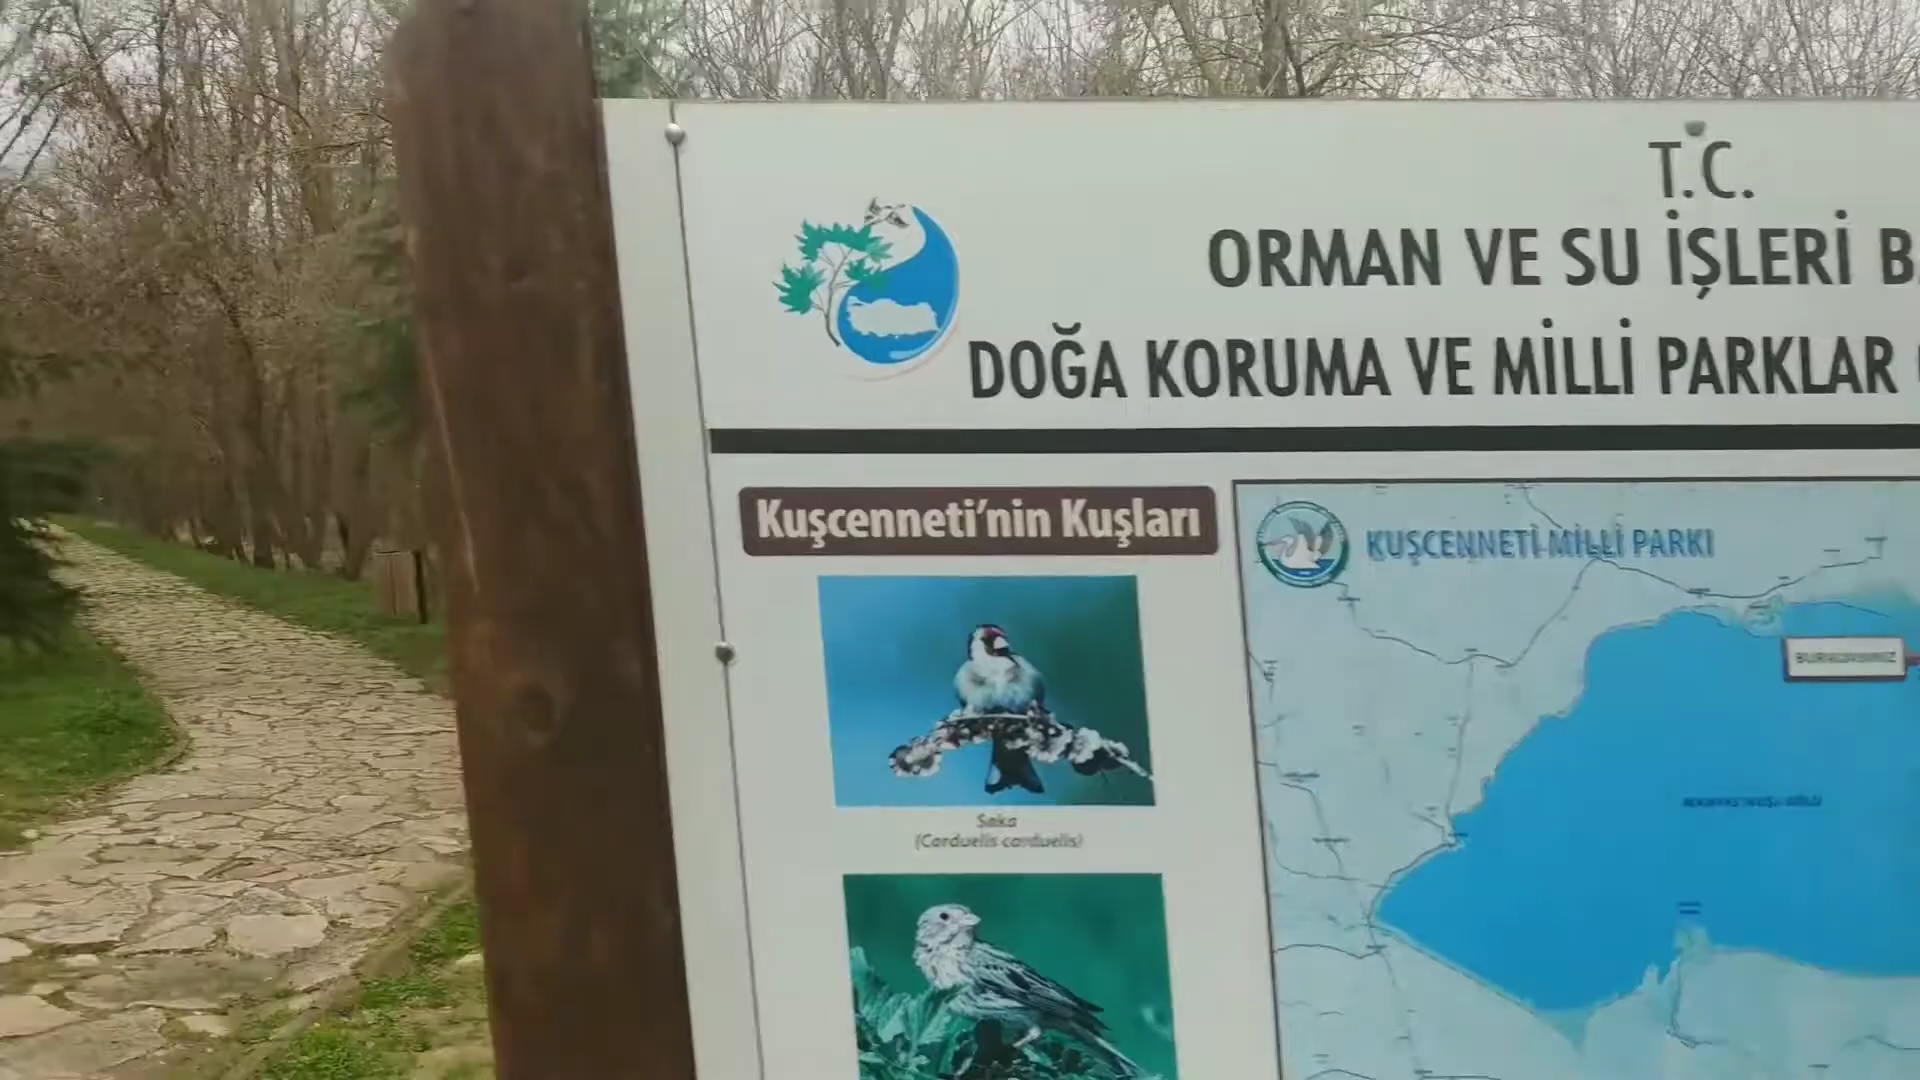 T.C.
ORMAN VE SU İŞLERİ B
DOĞA KORUMA VE MİLLİ PARKLAR
Kuşcenneti'nin Kuşları
KUŞCENNETİ MİLLİ PARKI
BURADASINIZ
Saka
(Carduelis carduelis)